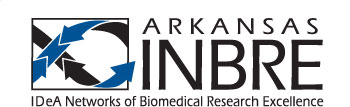 ARKANSAS
INBRE
IDeA Networks of Biomedical Research Excellence